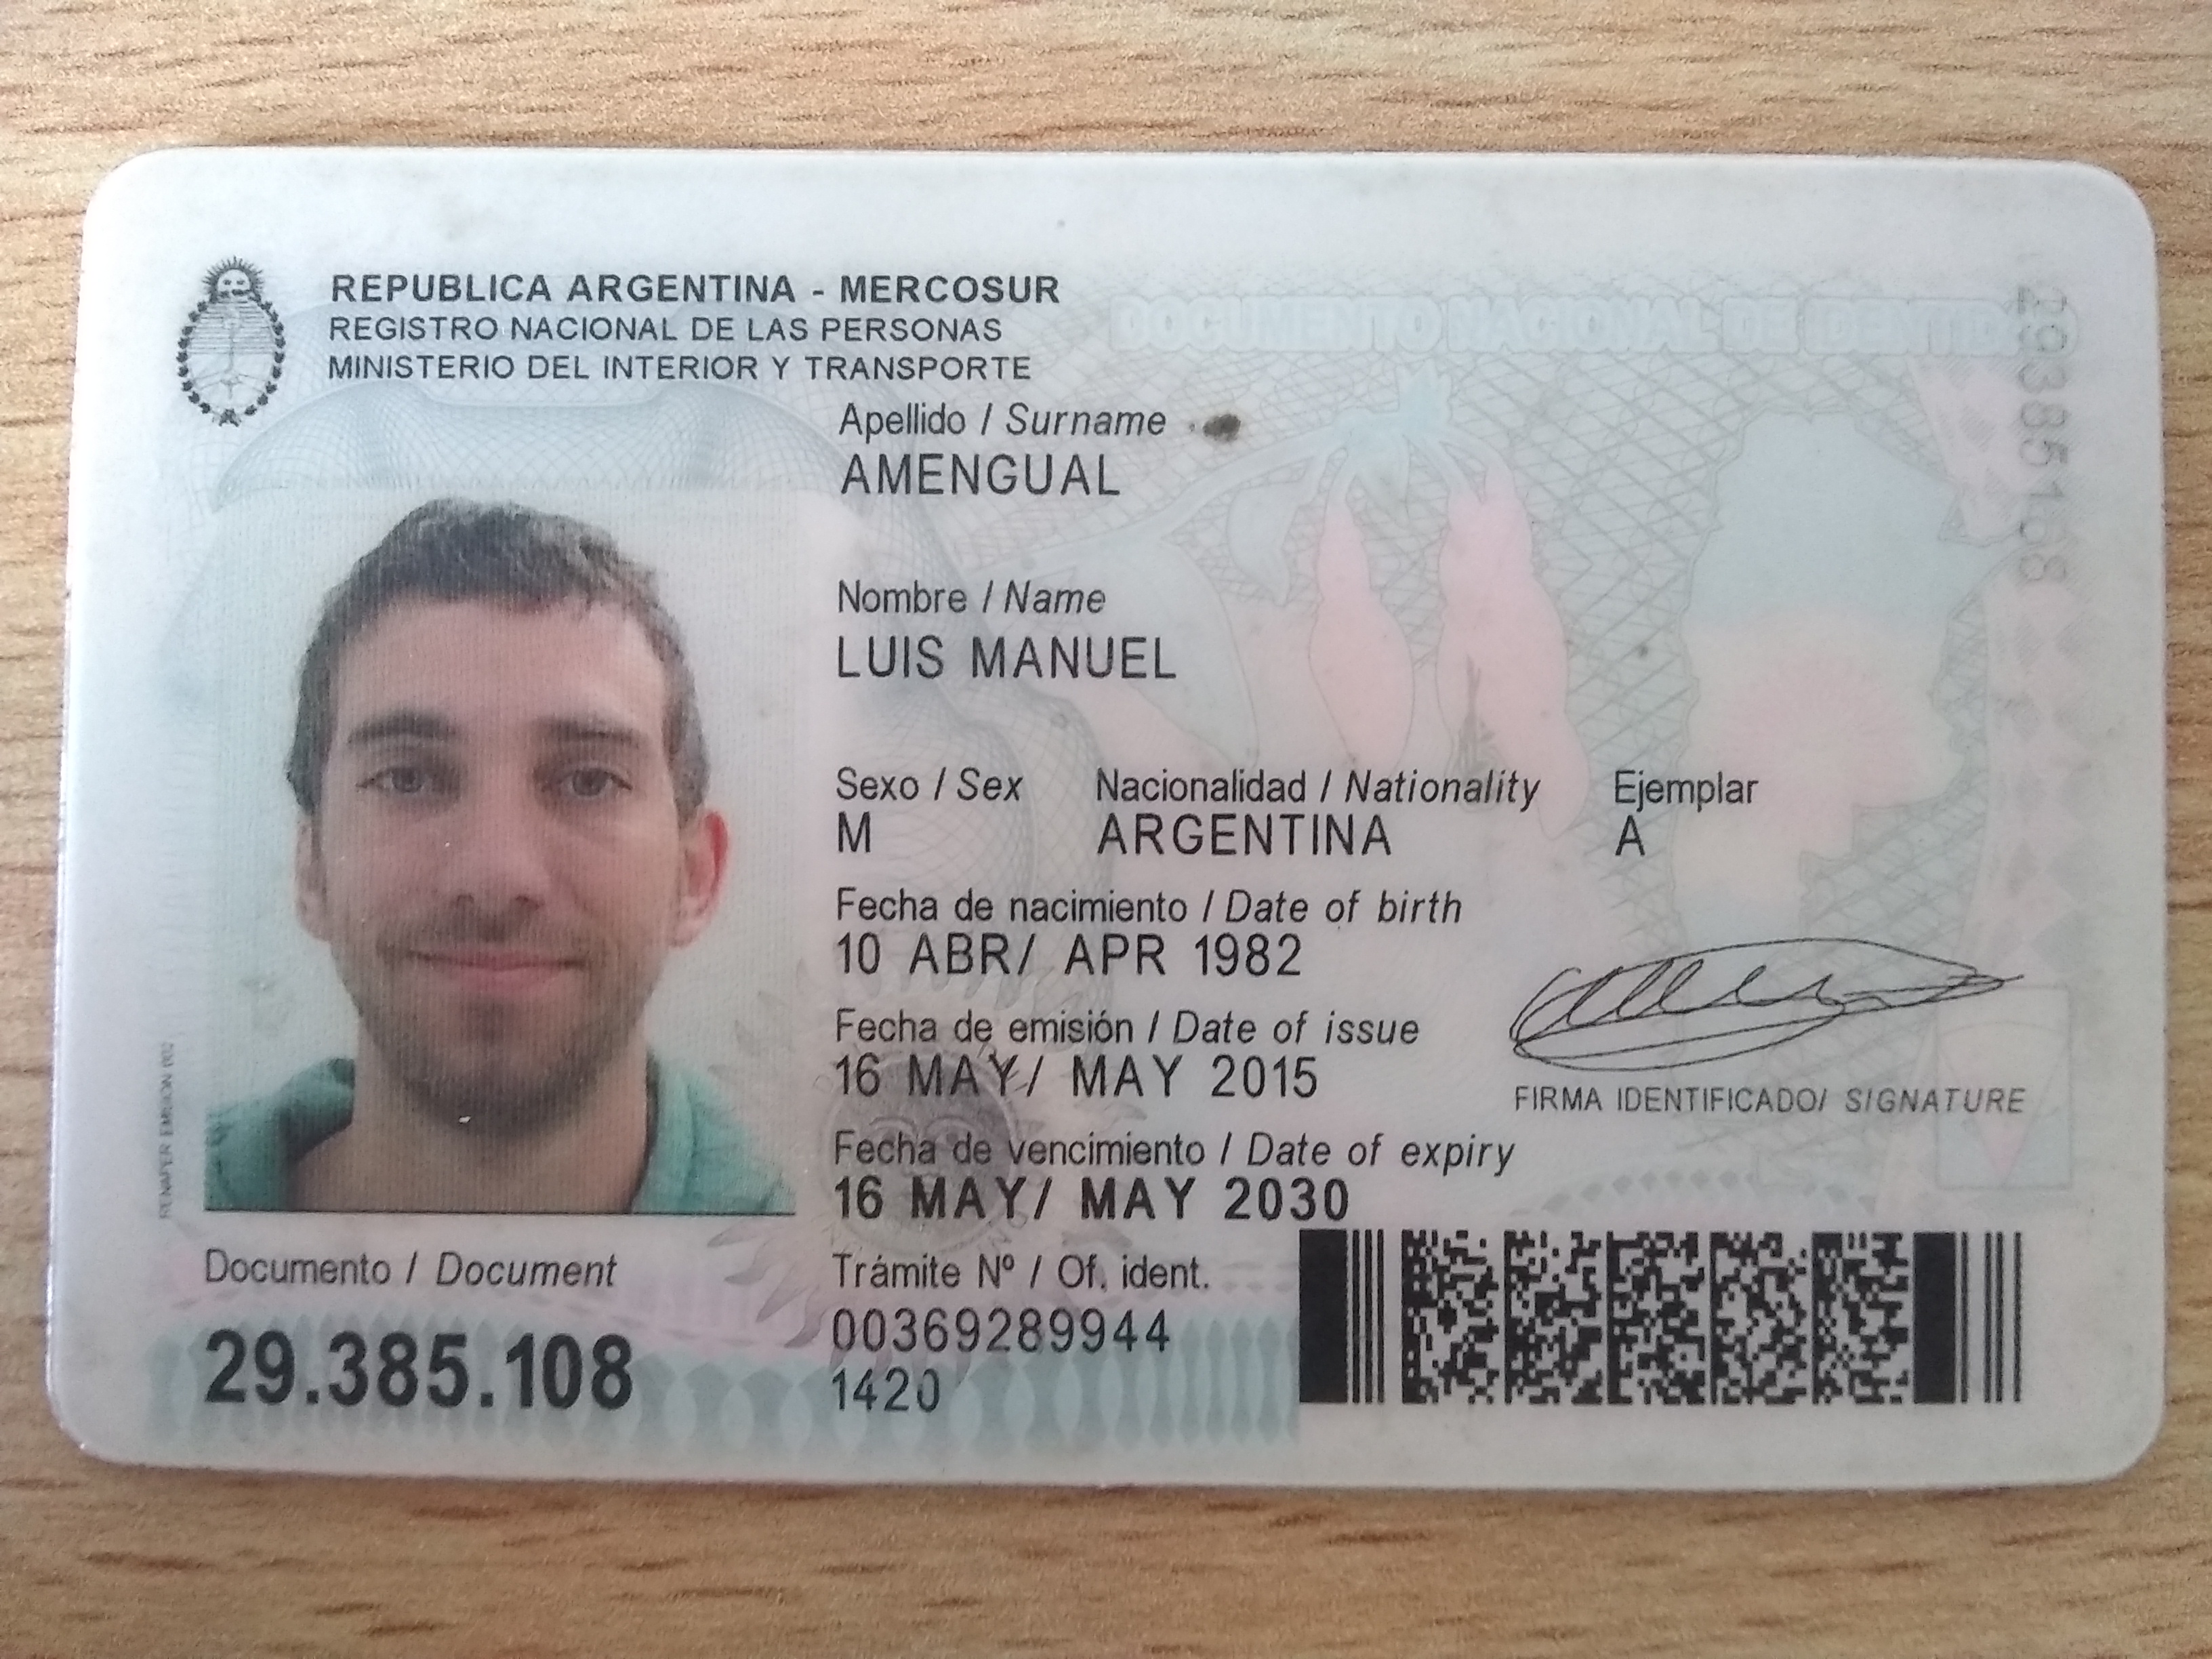 REPUBLICA ARGENTINA - MERCOSUR
REGISTRO NACIONAL DE LAS PERSONAS
MINISTERIO DEL INTERIOR Y TRANSPORTE
Apellido / Surname
AMENGUAL
Nombre / Name
LUIS MANUEL
Sexo / Sex Nacionalidad / Nationality Ejemplar
M ARGENTINA A
Fecha de nacimiento / Date of birth
10 ABR/ APR 1982
Fecha de emisión / Date of issue
16 MAY/ MAY 2015
FIRMA IDENTIFICADO/ SIGNATURE
Fecha de vencimiento / Date of expiry
16 MAY/ MAY 2030
Documento / Document
29.385.108
Trámite Nº / Of. ident.
00369289944
1420
DOCUMENTO NACIONAL DE
RENAPER EMISION